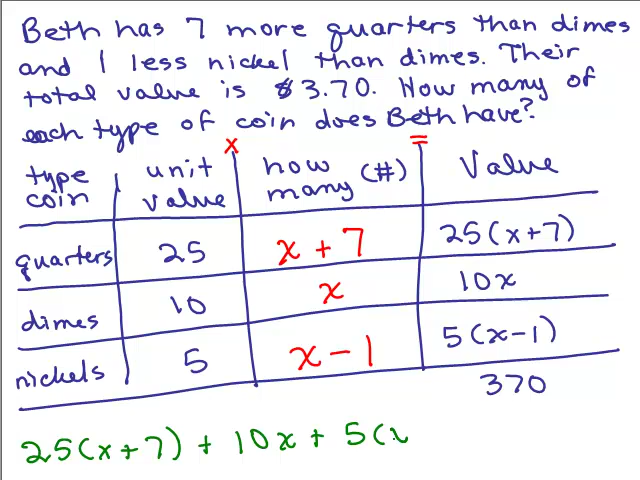 Beth has 7 more quarters than dimes
and 1 less nickel than dimes. Their
total value is $3.70. How many of
each type of coin does Beth have?
type coin | unit value | × | how many (#) | = | Value
quarters | 25 | x + 7 | 25(x+7)
dimes | 10 | x | 10x
nickels | 5 | x - 1 | 5(x-1)
370
25(x+7) + 10x + 5(x